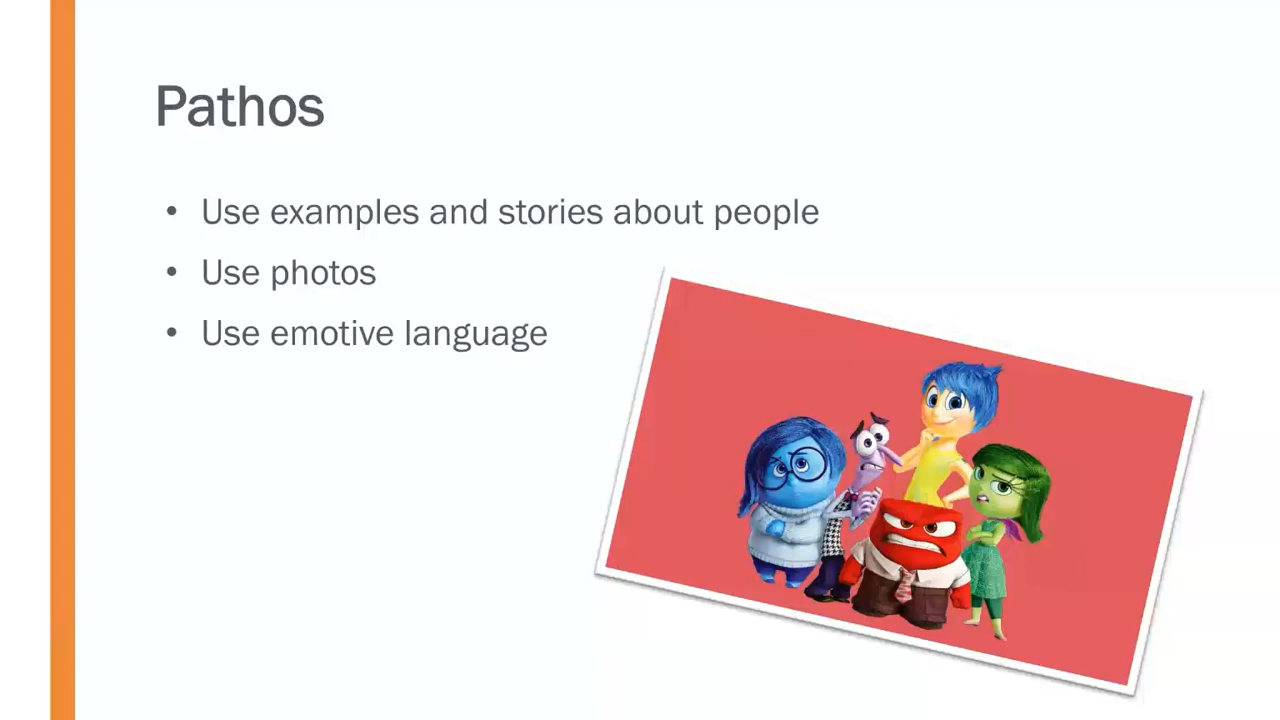 Pathos
• Use examples and stories about people
• Use photos
• Use emotive language